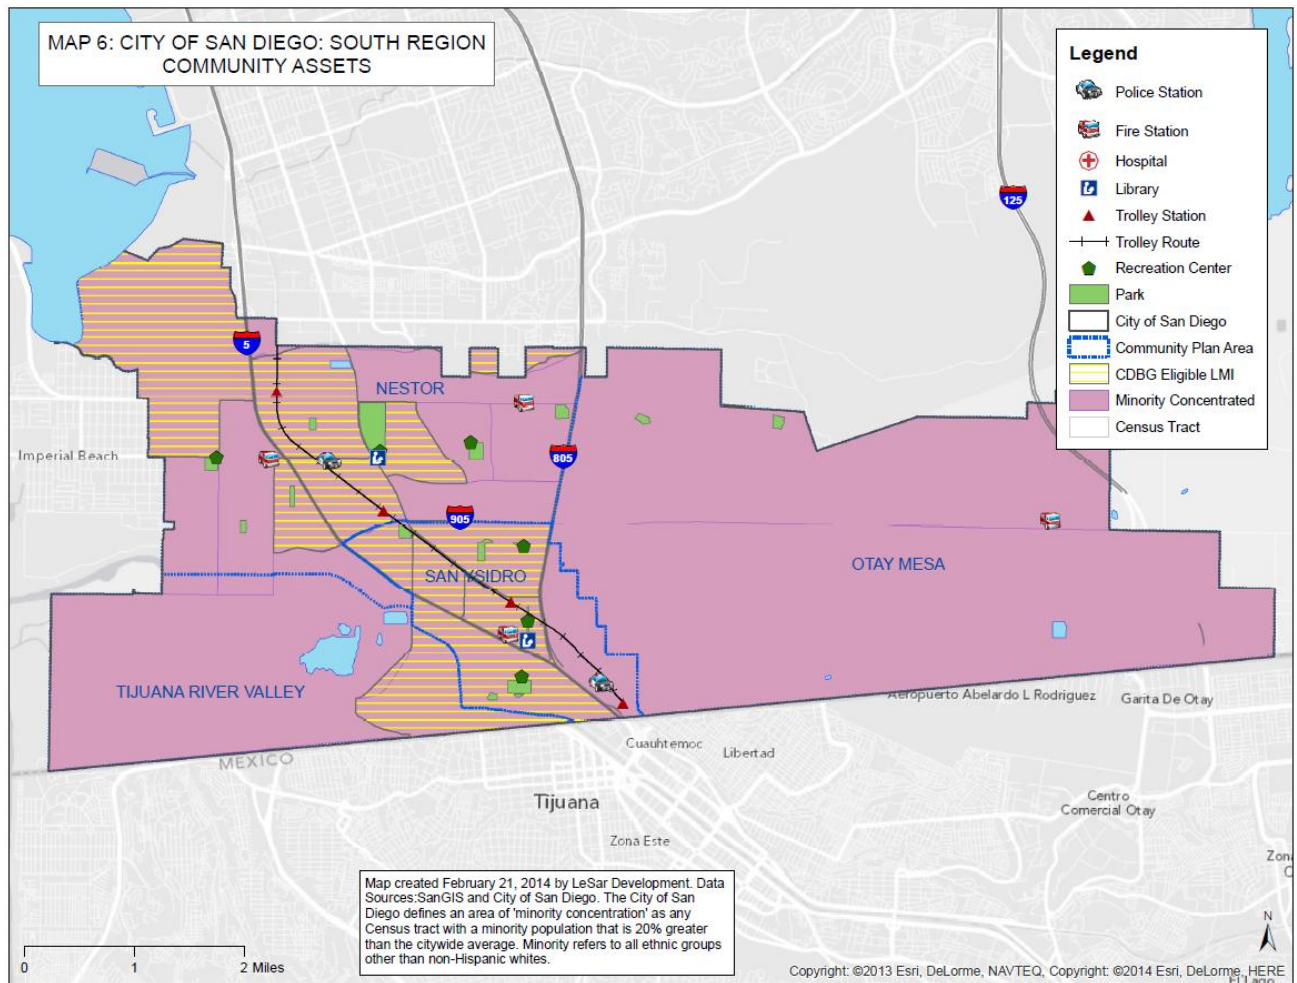 MAP 6: CITY OF SAN DIEGO: SOUTH REGION
COMMUNITY ASSETS
Legend
Police Station
Fire Station
Hospital
Library
Trolley Station
Trolley Route
Recreation Center
Park
City of San Diego
Community Plan Area
CDBG Eligible LMI
Minority Concentrated
Census Tract
125
5
NESTOR
805
Imperial Beach
905
SAN YSIDRO
OTAY MESA
TIJUANA RIVER VALLEY
Aeropuerto Abelardo L Rodriguez
Garita De Otay
Cuauhtemoc
Libertad
MEXICO
Tijuana
Centro
Comercial Otay
Zona Este
Map created February 21, 2014 by LeSar Development. Data
Sources:SanGIS and City of San Diego. The City of San
Diego defines an area of 'minority concentration' as any
Census tract with a minority population that is 20% greater
than the citywide average. Minority refers to all ethnic groups
other than non-Hispanic whites.
N
0 1 2 Miles
Copyright: ©2013 Esri, DeLorme, NAVTEQ, Copyright: ©2014 Esri, DeLorme, HERE